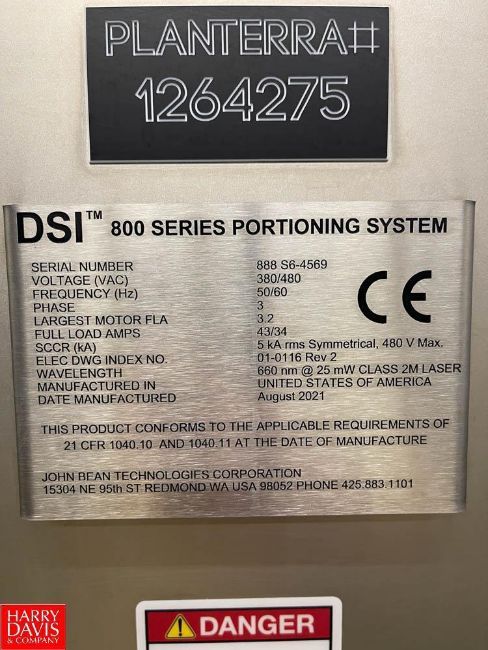 PLANTERRA#
1264275
DSI™ 800 SERIES PORTIONING SYSTEM
SERIAL NUMBER 888 S6-4569
VOLTAGE (VAC) 380/480
FREQUENCY (Hz) 50/60
PHASE 3
LARGEST MOTOR FLA 3.2
FULL LOAD AMPS 43/34
SCCR (kA) 5 kA rms Symmetrical, 480 V Max.
ELEC DWG INDEX NO. 01-0116 Rev 2
WAVELENGTH 660 nm @ 25 mW CLASS 2M LASER
MANUFACTURED IN UNITED STATES OF AMERICA
DATE MANUFACTURED August 2021
CE
THIS PRODUCT CONFORMS TO THE APPLICABLE REQUIREMENTS OF
21 CFR 1040.10 AND 1040.11 AT THE DATE OF MANUFACTURE
JOHN BEAN TECHNOLOGIES CORPORATION
15304 NE 95th ST REDMOND WA USA 98052 PHONE 425.883.1101
DANGER
HARRY
DAVIS
& COMPANY